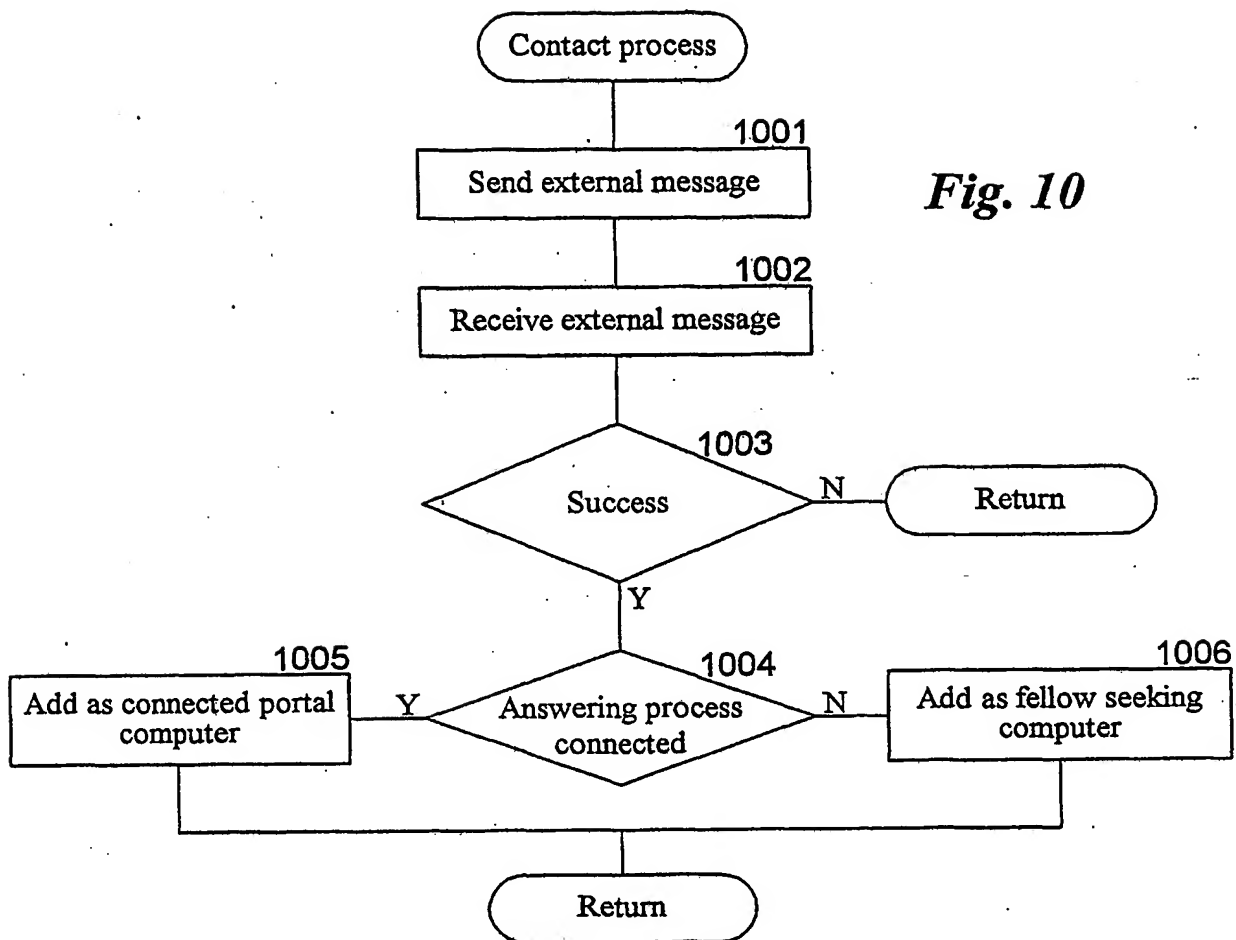 Contact process
1001
Send external message
Fig. 10
1002
Receive external message
1003
Success
N
Return
Y
1005
Add as connected portal
computer
Y
1004
Answering process
connected
N
1006
Add as fellow seeking
computer
Return